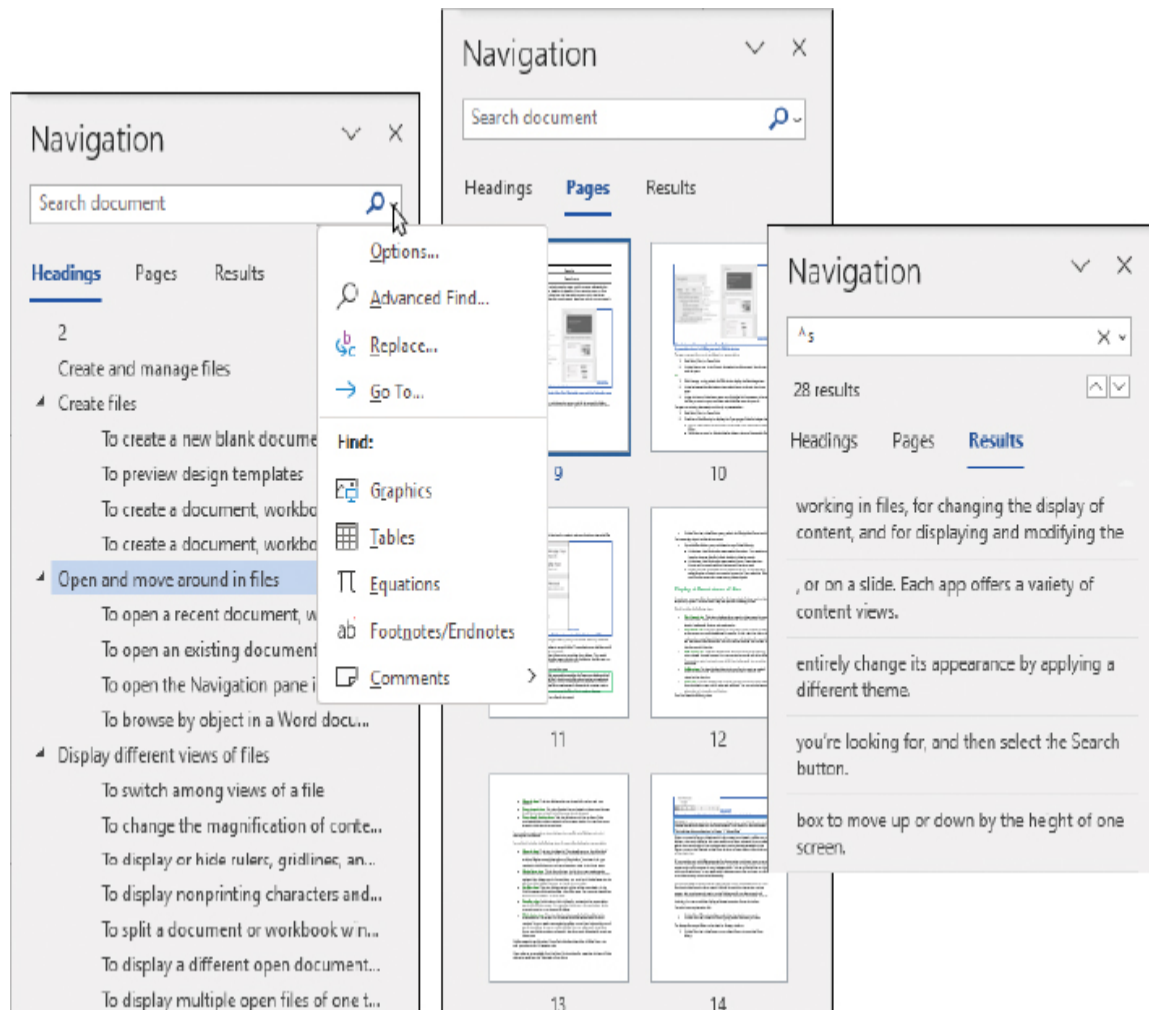 Navigation
Search document
Headings Pages Results
2
Create and manage files
Create files
To create a new blank docume
To preview design templates
To create a document, workbo
To create a document, workbo
Open and move around in files
To open a recent document, w
To open an existing document
To open the Navigation pane i
To browse by object in a Word docu...
Display different views of files
To switch among views of a file
To change the magnification of conte...
To display or hide rulers, gridlines, an...
To display nonprinting characters and...
To split a document or workbook win...
To display a different open document...
To display multiple open files of one t...
Options...
Advanced Find...
Replace...
Go To...
Find:
Graphics
Tables
Equations
Footnotes/Endnotes
Comments
Navigation
Search document
Headings Pages Results
9 10
11 12
13 14
Navigation
^s
28 results
Headings Pages Results
working in files, for changing the display of
content, and for displaying and modifying the
, or on a slide. Each app offers a variety of
content views.
entirely change its appearance by applying a
different theme.
you're looking for, and then select the Search
button.
box to move up or down by the height of one
screen.